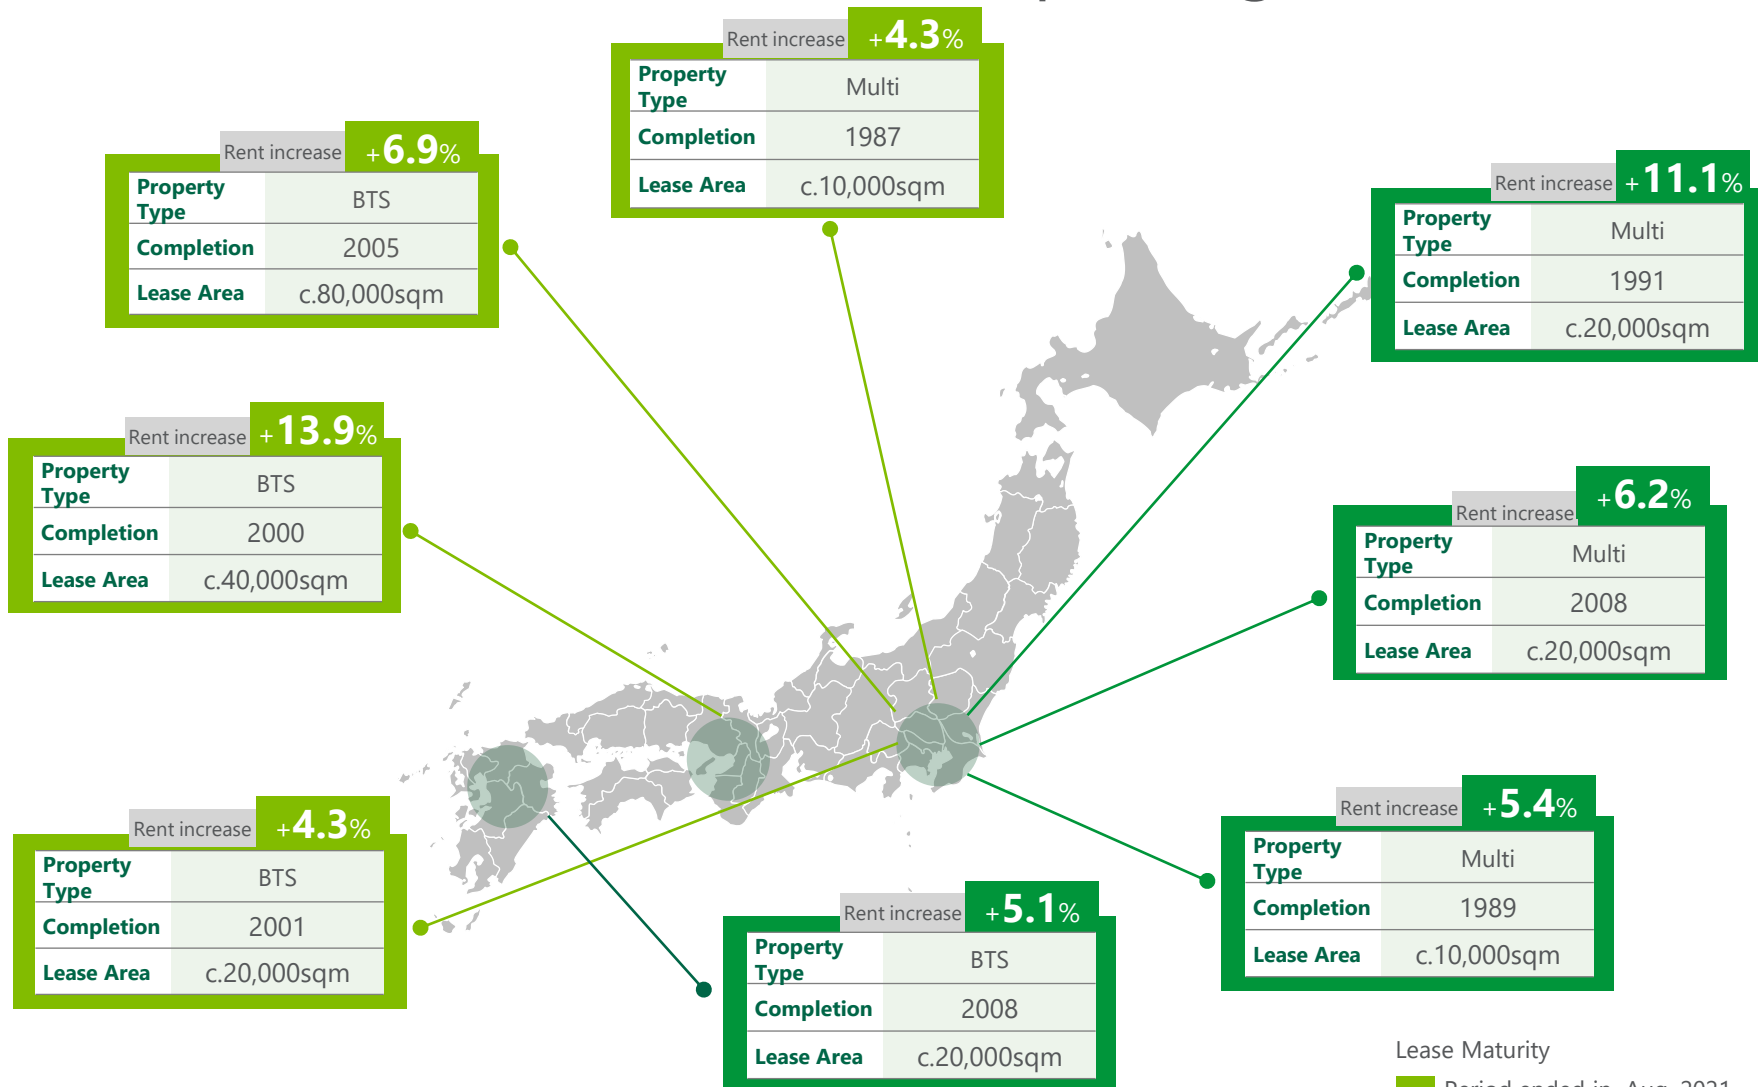 Rent increase +4.3%
Property
Type
Multi
Completion 1987
Lease Area c.10,000sqm
Rent increase +6.9%
Property
Type
BTS
Completion 2005
Lease Area c.80,000sqm
Rent increase +11.1%
Property
Type
Multi
Completion 1991
Lease Area c.20,000sqm
Rent increase +13.9%
Property
Type
BTS
Completion 2000
Lease Area c.40,000sqm
Rent increase +6.2%
Property
Type
Multi
Completion 2008
Lease Area c.20,000sqm
Rent increase +4.3%
Property
Type
BTS
Completion 2001
Lease Area c.20,000sqm
Rent increase +5.4%
Property
Type
Multi
Completion 1989
Lease Area c.10,000sqm
Rent increase +5.1%
Property
Type
BTS
Completion 2008
Lease Area c.20,000sqm
Lease Maturity
Period ended in Aug. 2021